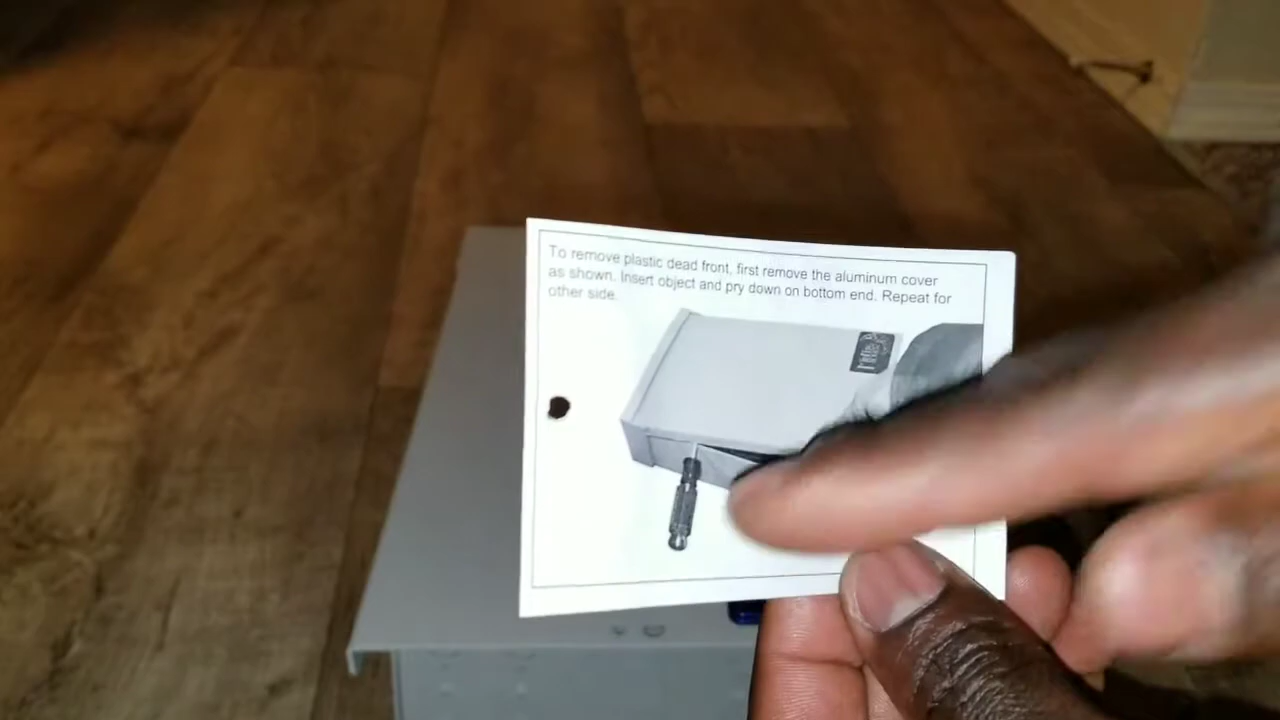 To remove plastic dead front, first remove the aluminum cover
as shown. Insert object and pry down on bottom end. Repeat for
other side.